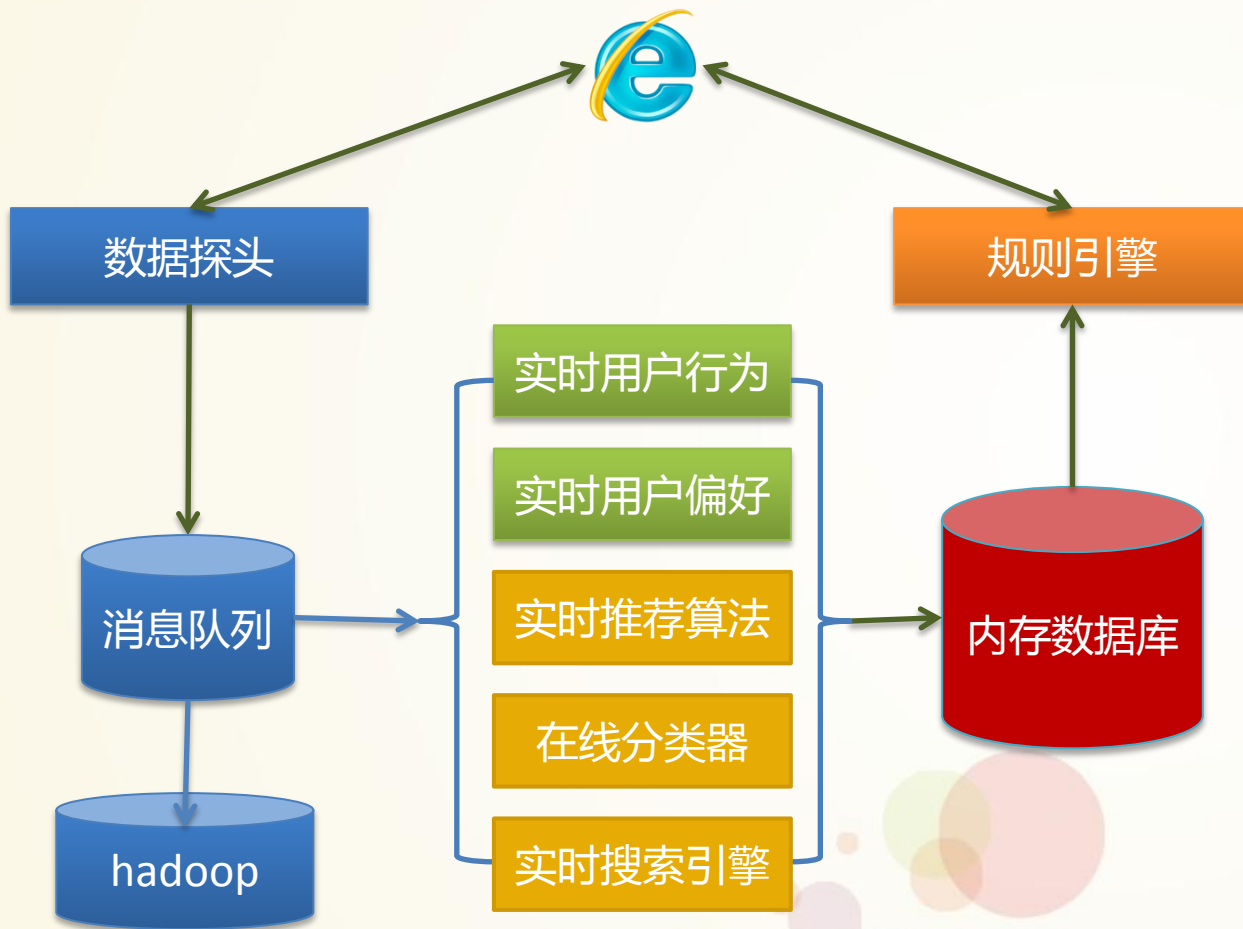 数据探头
规则引擎
实时用户行为
实时用户偏好
消息队列
实时推荐算法
内存数据库
在线分类器
hadoop
实时搜索引擎